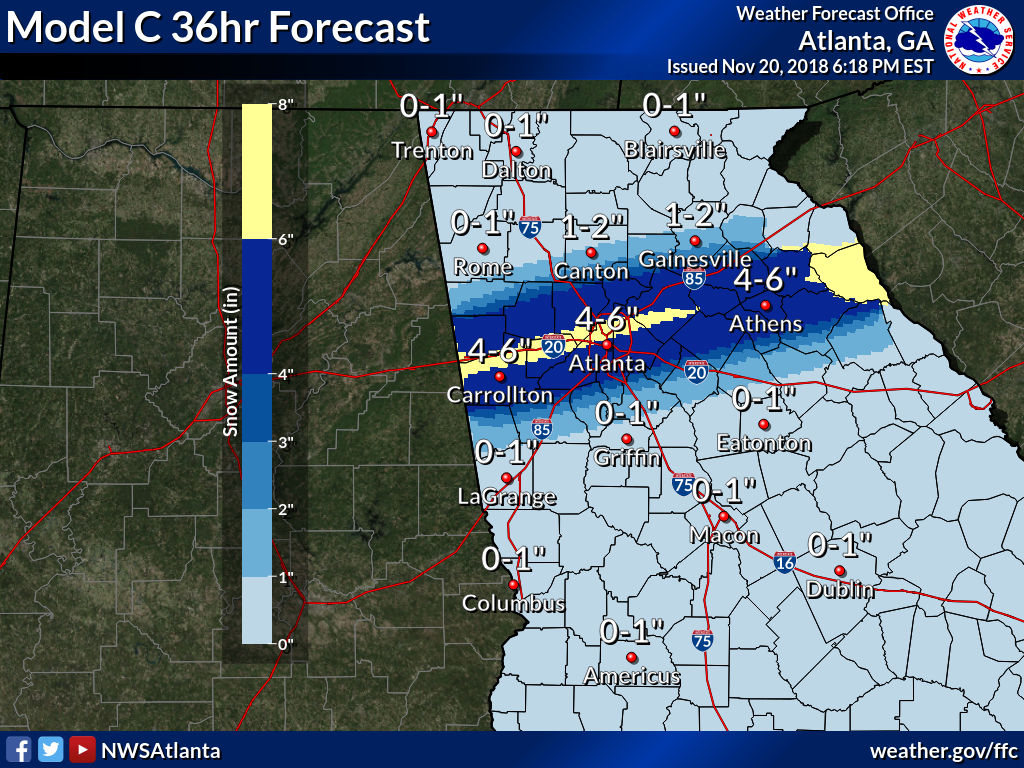 Model C 36hr Forecast
Weather Forecast Office
Atlanta, GA
Issued Nov 20, 2018 6:18 PM EST
NATIONAL WEATHER SERVICE
Snow Amount (in)
8"
6"
4"
3"
2"
1"
0"
0-1"
Trenton
0-1"
Dalton
0-1"
Blairsville
0-1"
Rome
75
1-2"
Canton
1-2"
Gainesville
85
4-6"
Athens
4-6"
Atlanta
20
4-6"
Carrollton
20
85
0-1"
Griffin
0-1"
Eatonton
0-1"
LaGrange
75
0-1"
Macon
0-1"
Columbus
16
0-1"
Dublin
0-1"
Americus
75
NWSAtlanta
weather.gov/ffc